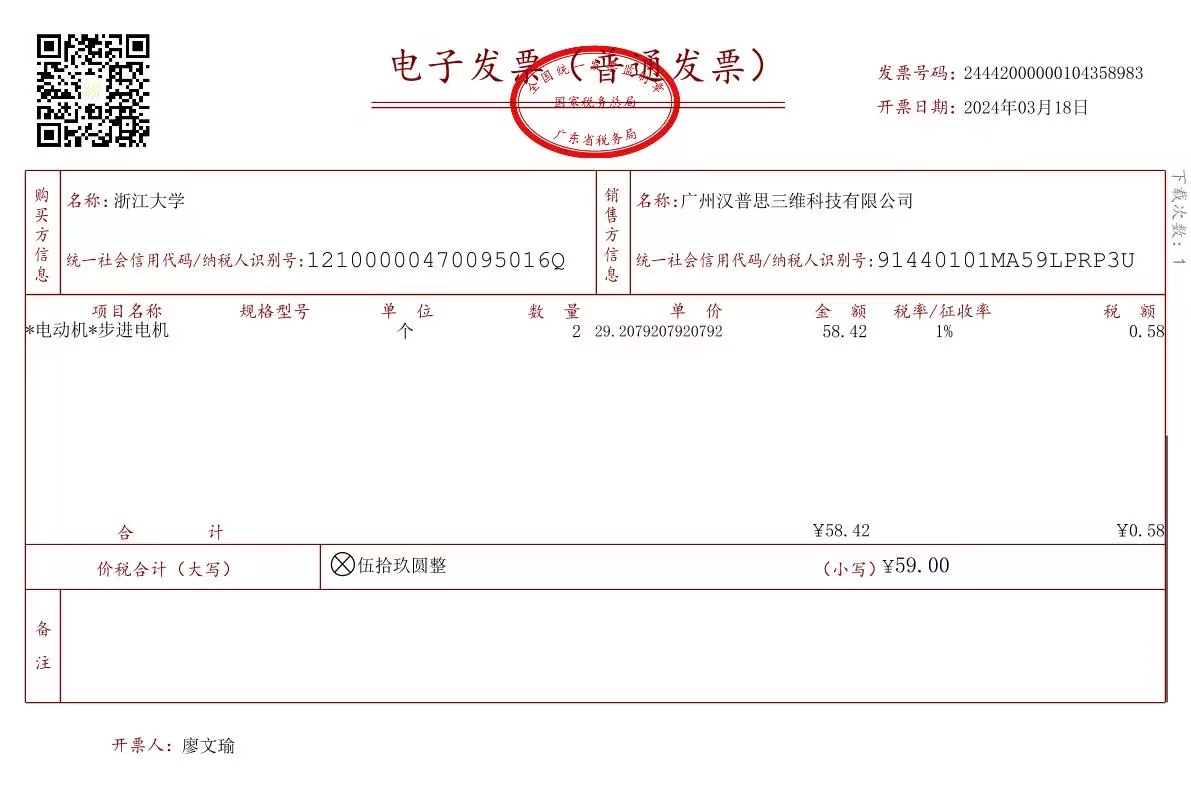 电子发票（普通发票）
全国统一发票监制章
国家税务总局
广东省税务局
发票号码：24442000000104358983
开票日期：2024年03月18日
下载次数：1
购买方信息
名称：浙江大学
统一社会信用代码/纳税人识别号：12100000470095016Q
销售方信息
名称：广州汉普思三维科技有限公司
统一社会信用代码/纳税人识别号：91440101MA59LPRP3U
项目名称 规格型号 单位 数量 单价 金额 税率/征收率 税额
*电动机*步进电机 个 2 29.2079207920792 58.42 1% 0.58
合计 ¥58.42 ¥0.58
价税合计（大写） ⊗伍拾玖圆整 （小写）¥59.00
备注
开票人：廖文瑜